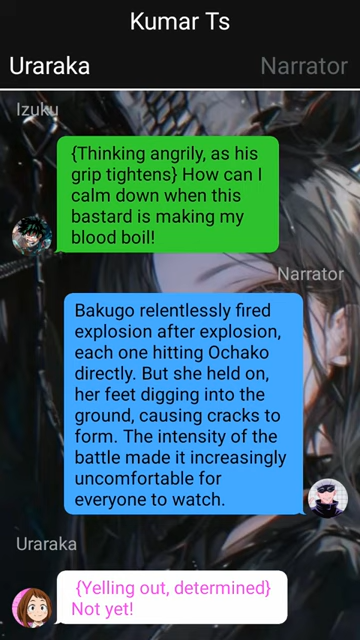 Kumar Ts
Uraraka Narrator
Izuku
{Thinking angrily, as his
grip tightens} How can I
calm down when this
bastard is making my
blood boil!
Narrator
Bakugo relentlessly fired
explosion after explosion,
each one hitting Ochako
directly. But she held on,
her feet digging into the
ground, causing cracks to
form. The intensity of the
battle made it increasingly
uncomfortable for
everyone to watch.
Uraraka
{Yelling out, determined}
Not yet!